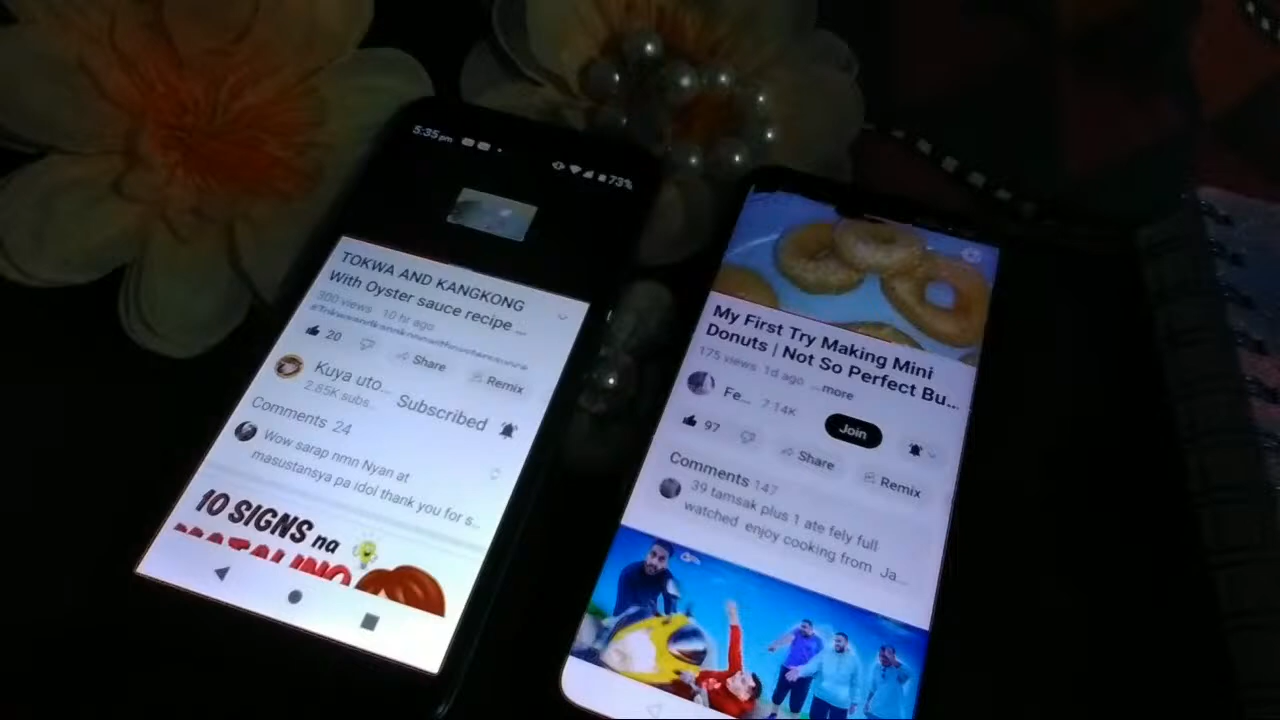 5:35pm
73%
TOKWA AND KANGKONG
With Oyster sauce recipe ...
300 views 10 hr ago
20
Share
Remix
Kuya uto...
2.85K subs..
Subscribed
Comments 24
Wow sarap nmn Nyan at
masustansya pa idol thank you for s...
10 SIGNS na
MATALINO
My First Try Making Mini
Donuts | Not So Perfect Bu...
175 views 1d ago ...more
Fe... 7.14K
Join
97
Share
Remix
Comments 147
39 tamsak plus 1 ate fely full
watched enjoy cooking from Ja...